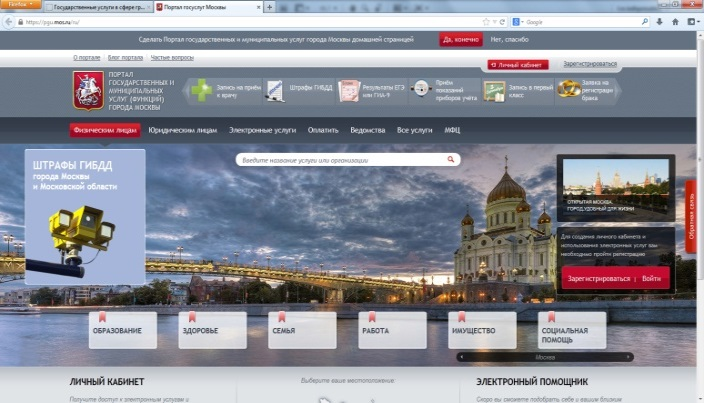 Firefox
Государственные услуги в сфере гр...
Портал госуслуг Москвы
https://pgu.mos.ru/ru/
Google
Сделать Портал государственных и муниципальных услуг города Москвы домашней страницей
Да, конечно
Нет, спасибо
О портале
Блог портала
Частые вопросы
Личный кабинет
Зарегистрироваться
ПОРТАЛ
ГОСУДАРСТВЕННЫХ И
МУНИЦИПАЛЬНЫХ
УСЛУГ (ФУНКЦИЙ)
ГОРОДА МОСКВЫ
Запись на приём
к врачу
Штрафы ГИБДД
Результаты ЕГЭ
или ГИА-9
Приём
показаний
приборов учёта
Запись в первый
класс
Заявка на
регистрацию
брака
Физическим лицам
Юридическим лицам
Электронные услуги
Оплатить
Ведомства
Все услуги
МФЦ
ШТРАФЫ ГИБДД
города Москвы
и Московской области
Введите название услуги или организации
ОТКРЫТАЯ МОСКВА.
ГОРОД, УДОБНЫЙ ДЛЯ ЖИЗНИ
Обратная связь
Для создания личного кабинета и
использования электронных услуг вам
необходимо пройти регистрацию
Зарегистрироваться | Войти
ОБРАЗОВАНИЕ
ЗДОРОВЬЕ
СЕМЬЯ
РАБОТА
ИМУЩЕСТВО
СОЦИАЛЬНАЯ
ПОМОЩЬ
Москва
ЛИЧНЫЙ КАБИНЕТ
Выберите ваше местоположение:
ЭЛЕКТРОННЫЙ ПОМОЩНИК
Получите доступ к электронным услугам и
Скоро вы сможете подобрать себе и вашим близким